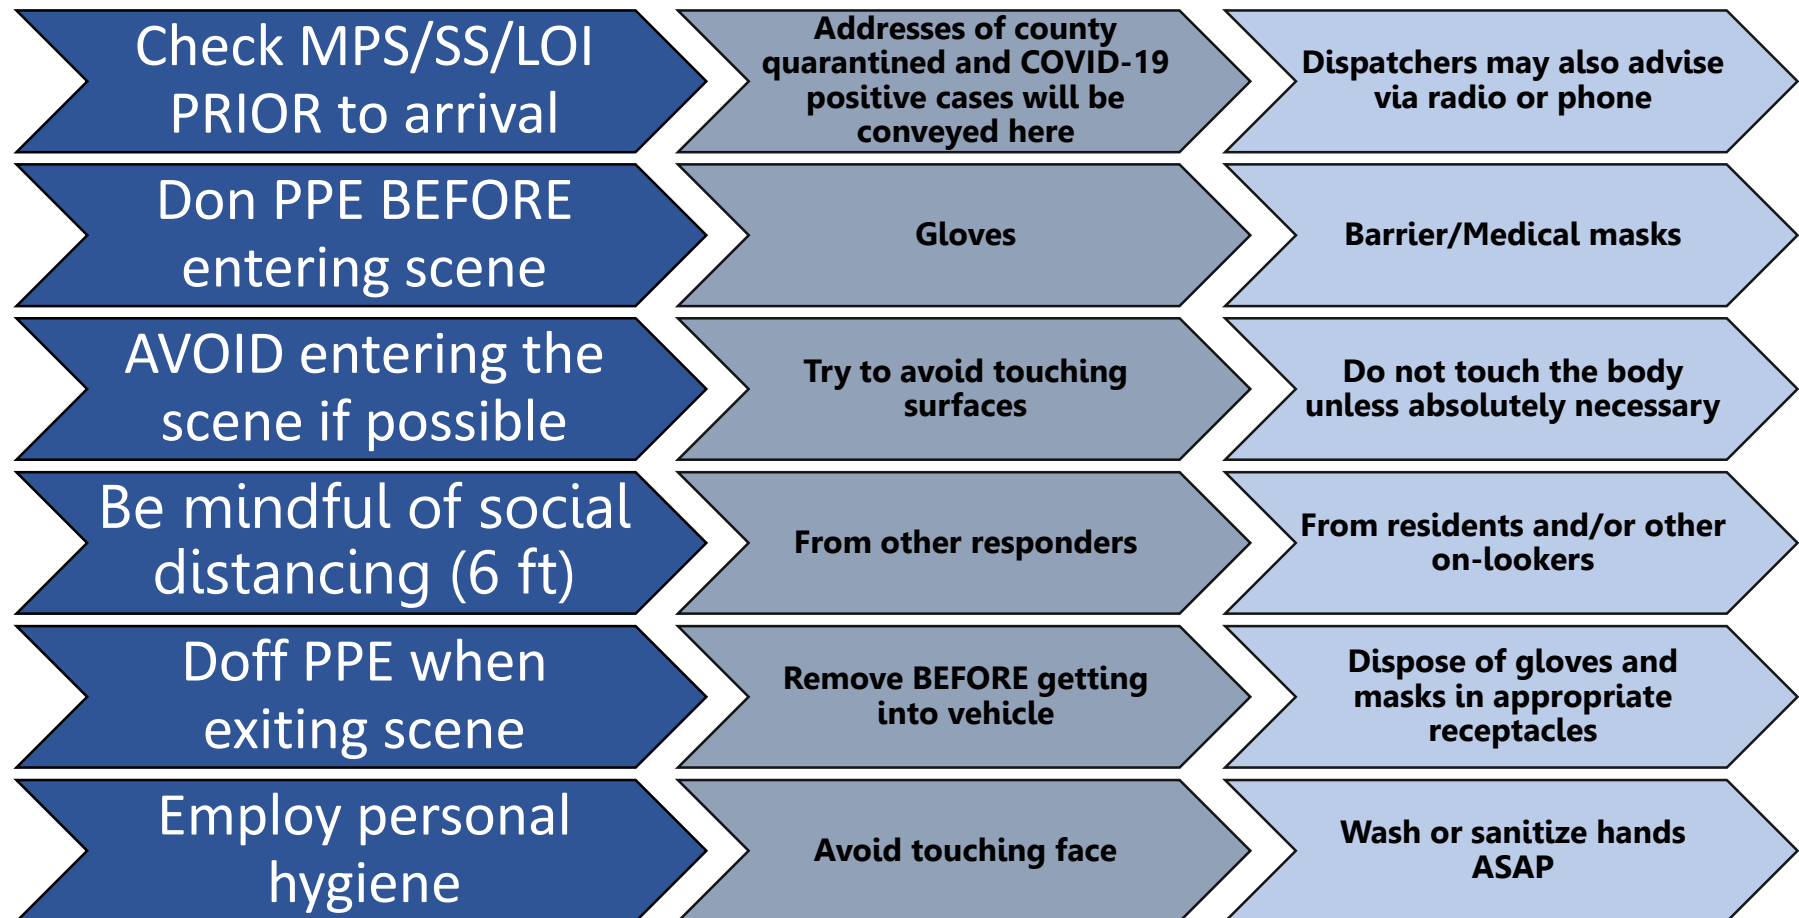 Check MPS/SS/LOI
PRIOR to arrival
Addresses of county
quarantined and COVID-19
positive cases will be
conveyed here
Dispatchers may also advise
via radio or phone
Don PPE BEFORE
entering scene
Gloves
Barrier/Medical masks
AVOID entering the
scene if possible
Try to avoid touching
surfaces
Do not touch the body
unless absolutely necessary
Be mindful of social
distancing (6 ft)
From other responders
From residents and/or other
on-lookers
Doff PPE when
exiting scene
Remove BEFORE getting
into vehicle
Dispose of gloves and
masks in appropriate
receptacles
Employ personal
hygiene
Avoid touching face
Wash or sanitize hands
ASAP